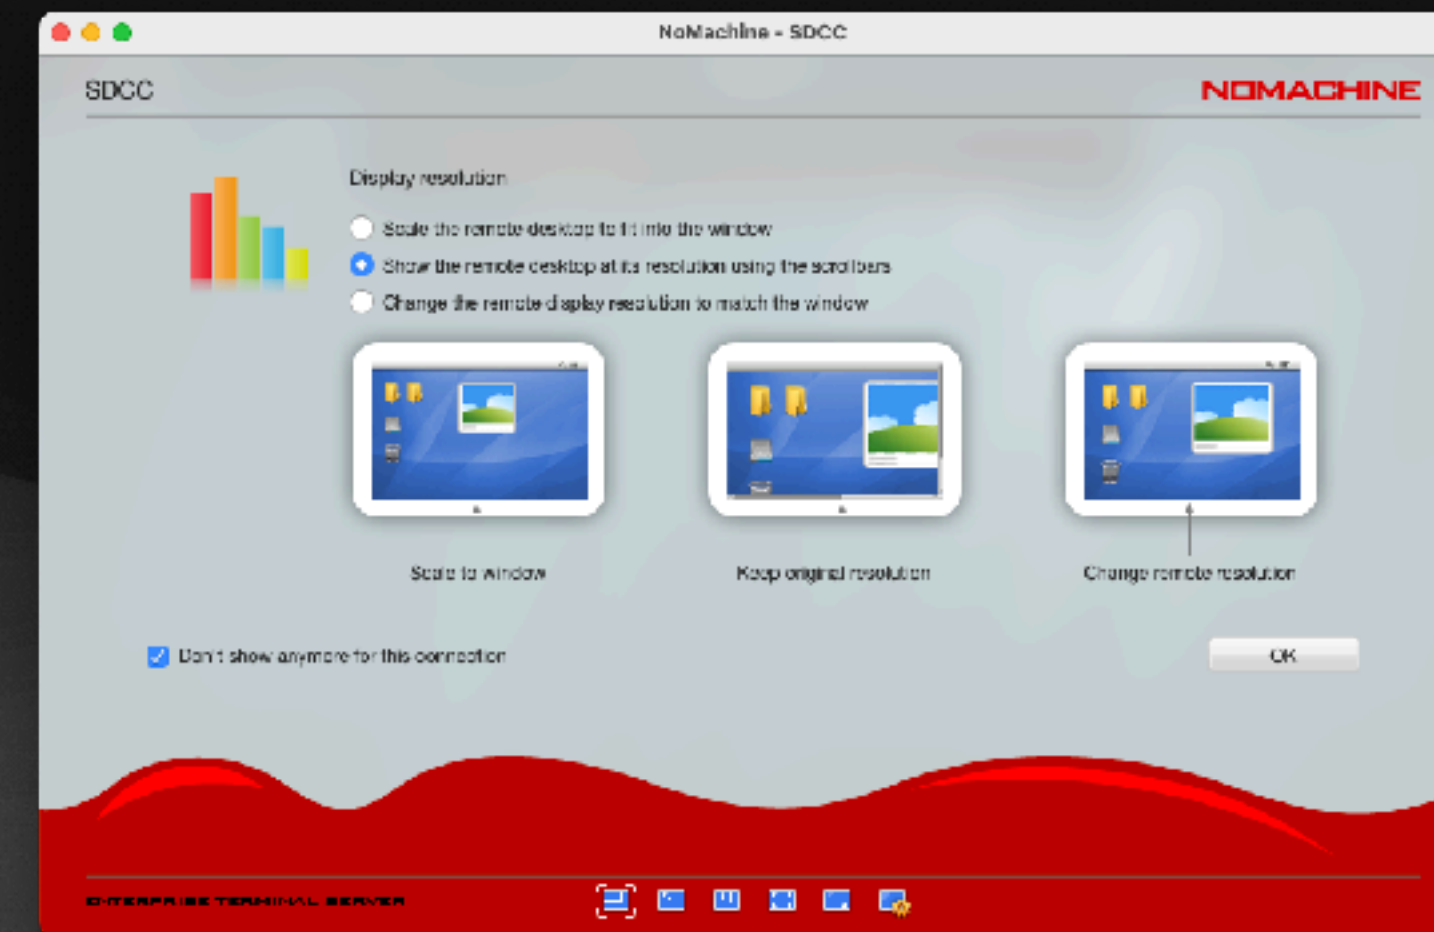 NoMachine - SDCC
SDCC
NOMACHINE
Display resolution
Scale the remote desktop to fit into the window
Show the remote desktop at its resolution using the scrollbars
Change the remote display resolution to match the window
Scale to window
Keep original resolution
Change remote resolution
Don't show anymore for this connection
OK
ENTERPRISE TERMINAL SERVER